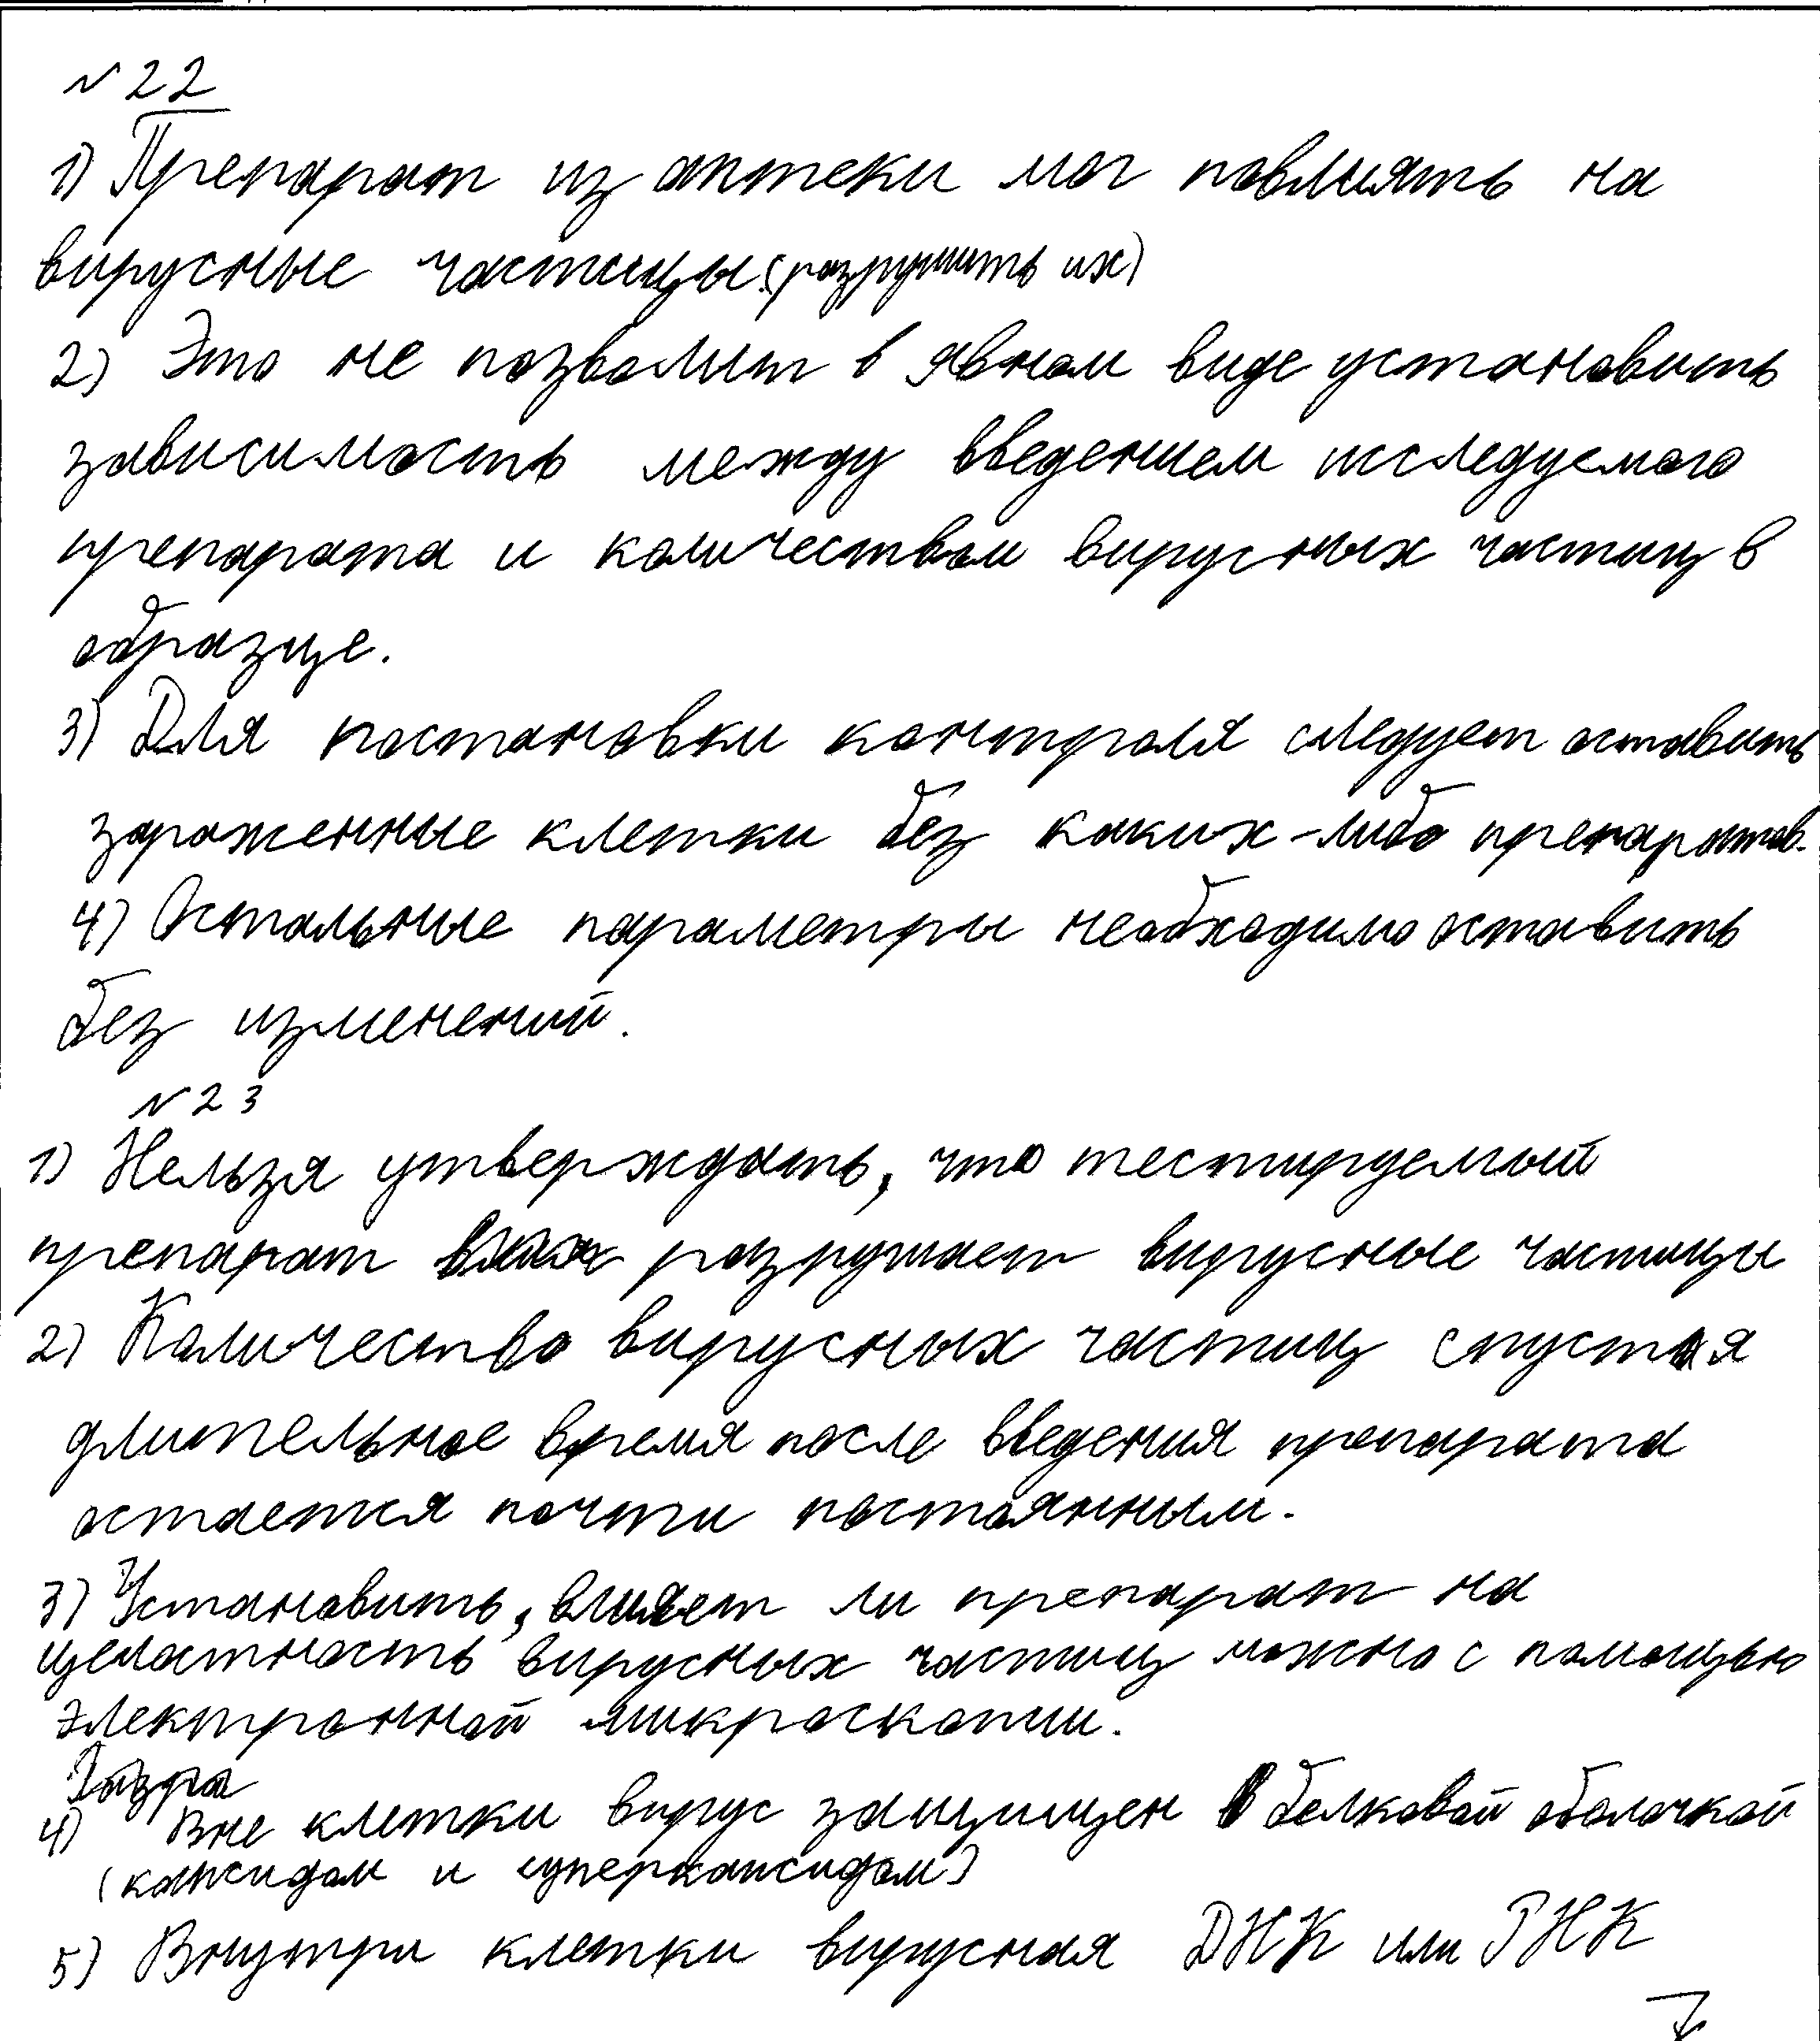 №22
1) Препарат из аптеки мог повлиять на
вирусные частицы (разрушить их)
2) Это не позволит в явном виде установить
зависимость между введением исследуемого
препарата и количеством вирусных частиц в
образце.
3) Для постановки контроля следует оставить
зараженные клетки без каких-либо препаратов.
4) Остальные параметры необходимо оставить
без изменений.
№23
1) Нельзя утверждать, что тестируемый
препарат разрушает вирусные частицы
2) Количество вирусных частиц спустя
длительное время после введения препарата
остается почти постоянным.
3) Установить, влияет ли препарат на
целостность вирусных частиц можно с помощью
электронной микроскопии.
4) Вне клетки вирус защищен белковой оболочкой
(капсидом и суперкапсидом)
5) Внутри клетки вирусная ДНК или РНК